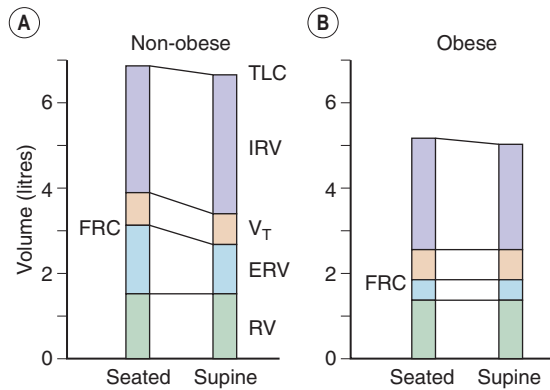 A
Non-obese
TLC
IRV
V_T
ERV
RV
FRC
Volume (litres)
6
4
2
0
Seated
Supine
B
Obese
FRC
6
4
2
0
Seated
Supine